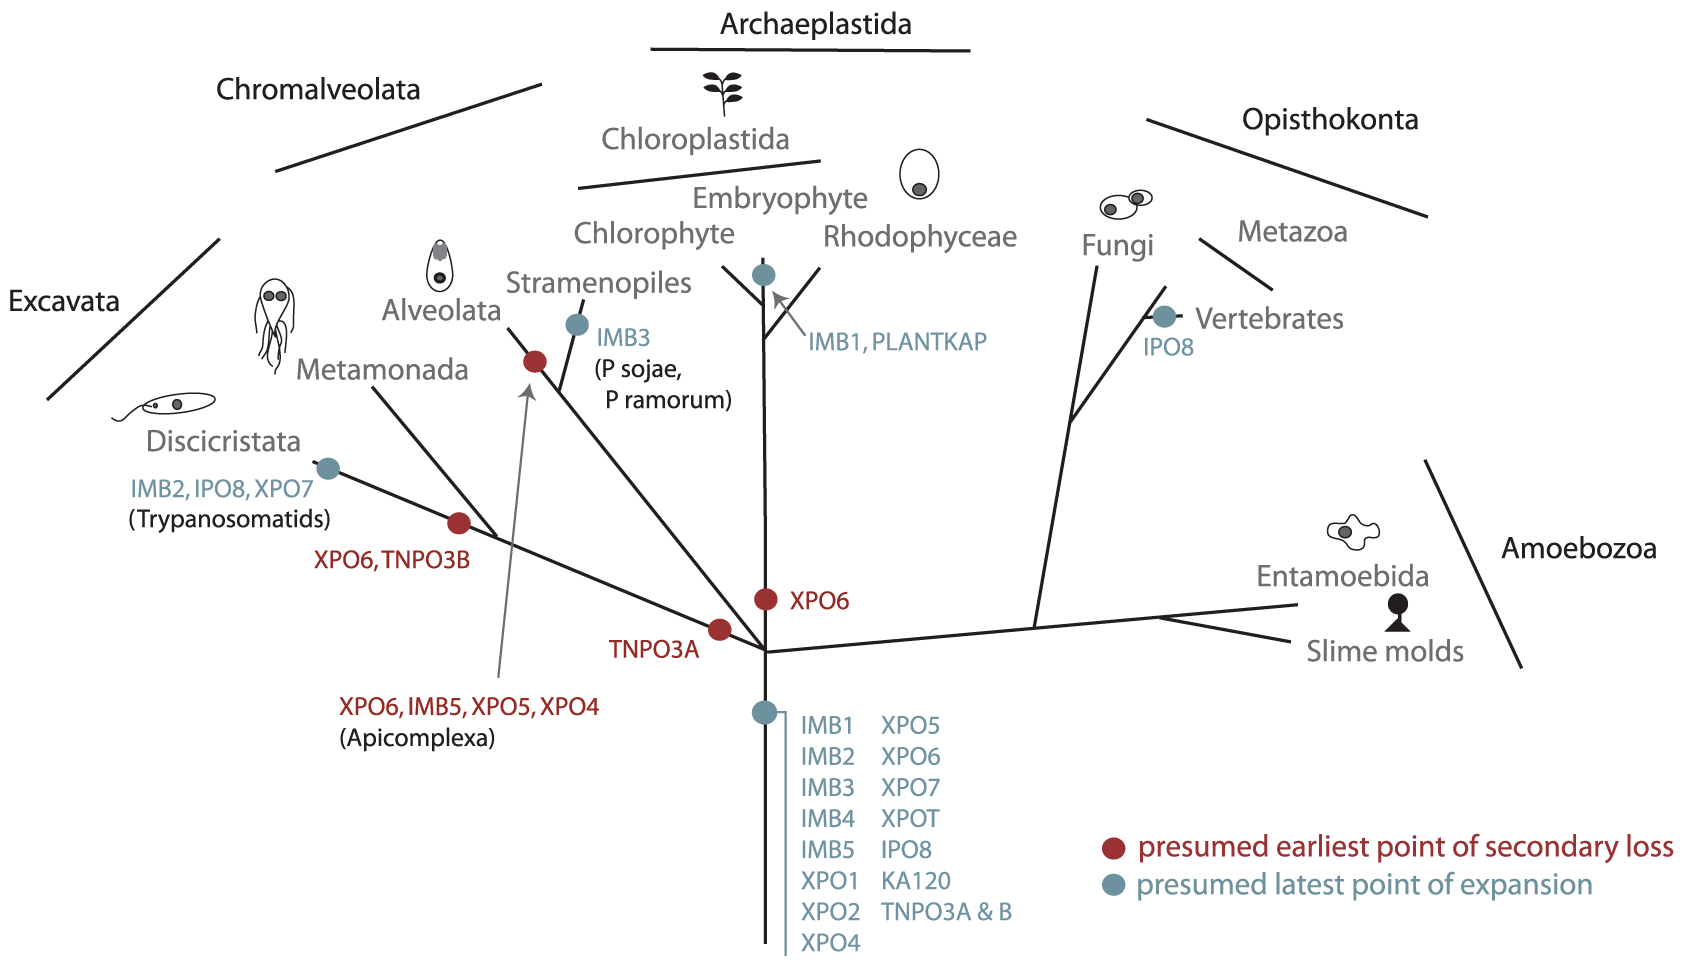 Archaeplastida
Chromalveolata
Opisthokonta
Chloroplastida
Embryophyte
Chlorophyte
Rhodophyceae
Fungi
Metazoa
Excavata
Alveolata
Stramenopiles
IMB3
(P sojae,
P ramorum)
IMB1, PLANTKAP
Vertebrates
IPO8
Metamonada
Discicristata
IMB2, IPO8, XPO7
(Trypanosomatids)
XPO6, TNPO3B
Amoebozoa
Entamoebida
Slime molds
XPO6
TNPO3A
XPO6, IMB5, XPO5, XPO4
(Apicomplexa)
IMB1 XPO5
IMB2 XPO6
IMB3 XPO7
IMB4 XPOT
IMB5 IPO8
XPO1 KA120
XPO2 TNPO3A & B
XPO4
presumed earliest point of secondary loss
presumed latest point of expansion